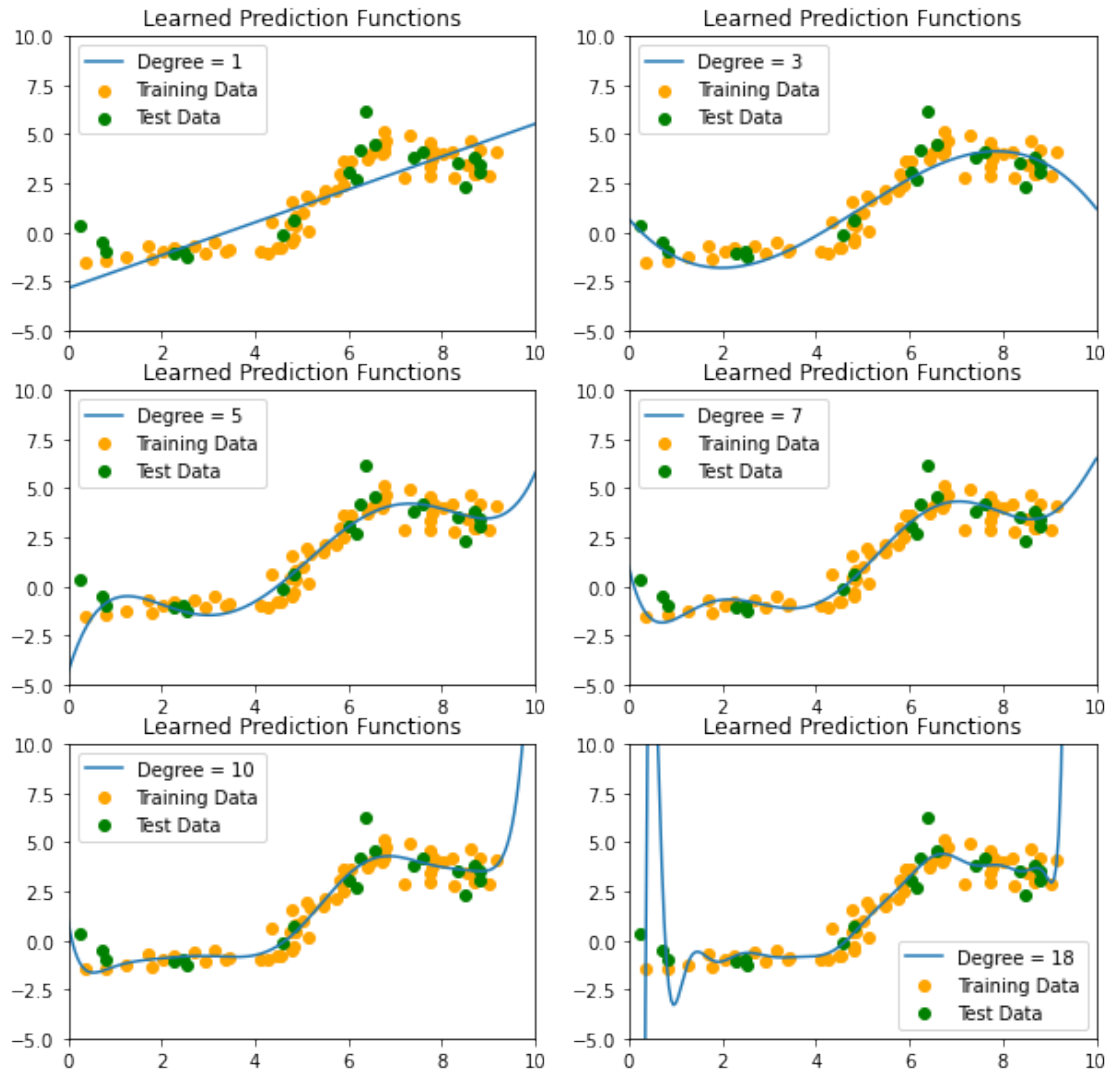 Learned Prediction Functions
10.0
7.5
5.0
2.5
0.0
−2.5
−5.0
0 2 4 6 8 10
Degree = 1
Training Data
Test Data
Learned Prediction Functions
10.0
7.5
5.0
2.5
0.0
−2.5
−5.0
0 2 4 6 8 10
Degree = 3
Training Data
Test Data
Learned Prediction Functions
10.0
7.5
5.0
2.5
0.0
−2.5
−5.0
0 2 4 6 8 10
Degree = 5
Training Data
Test Data
Learned Prediction Functions
10.0
7.5
5.0
2.5
0.0
−2.5
−5.0
0 2 4 6 8 10
Degree = 7
Training Data
Test Data
Learned Prediction Functions
10.0
7.5
5.0
2.5
0.0
−2.5
−5.0
0 2 4 6 8 10
Degree = 10
Training Data
Test Data
Learned Prediction Functions
10.0
7.5
5.0
2.5
0.0
−2.5
−5.0
0 2 4 6 8 10
Degree = 18
Training Data
Test Data